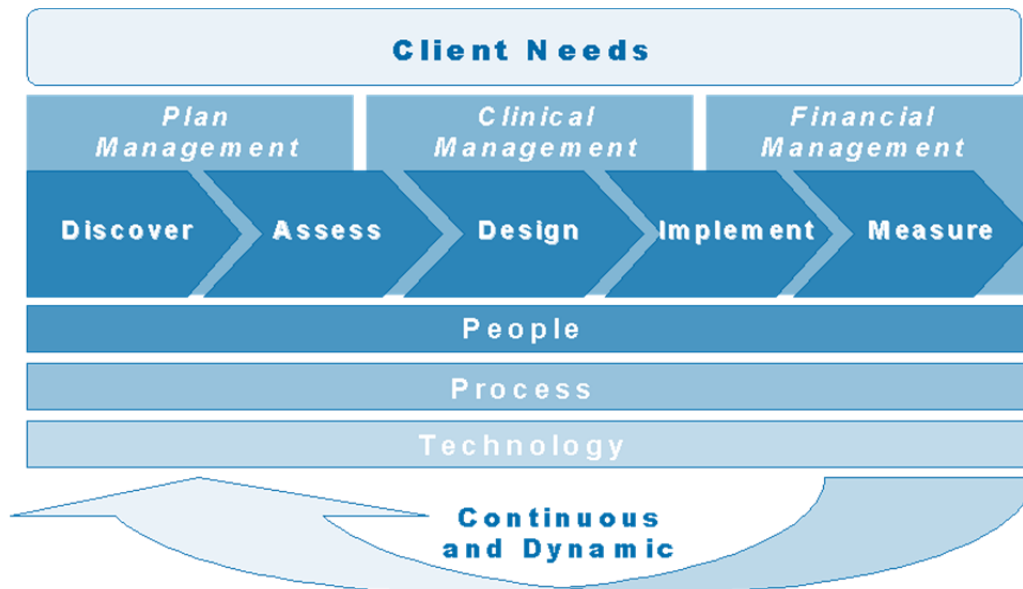 Client Needs
Plan
Management
Clinical
Management
Financial
Management
Discover
Assess
Design
Implement
Measure
People
Process
Technology
Continuous
and Dynamic